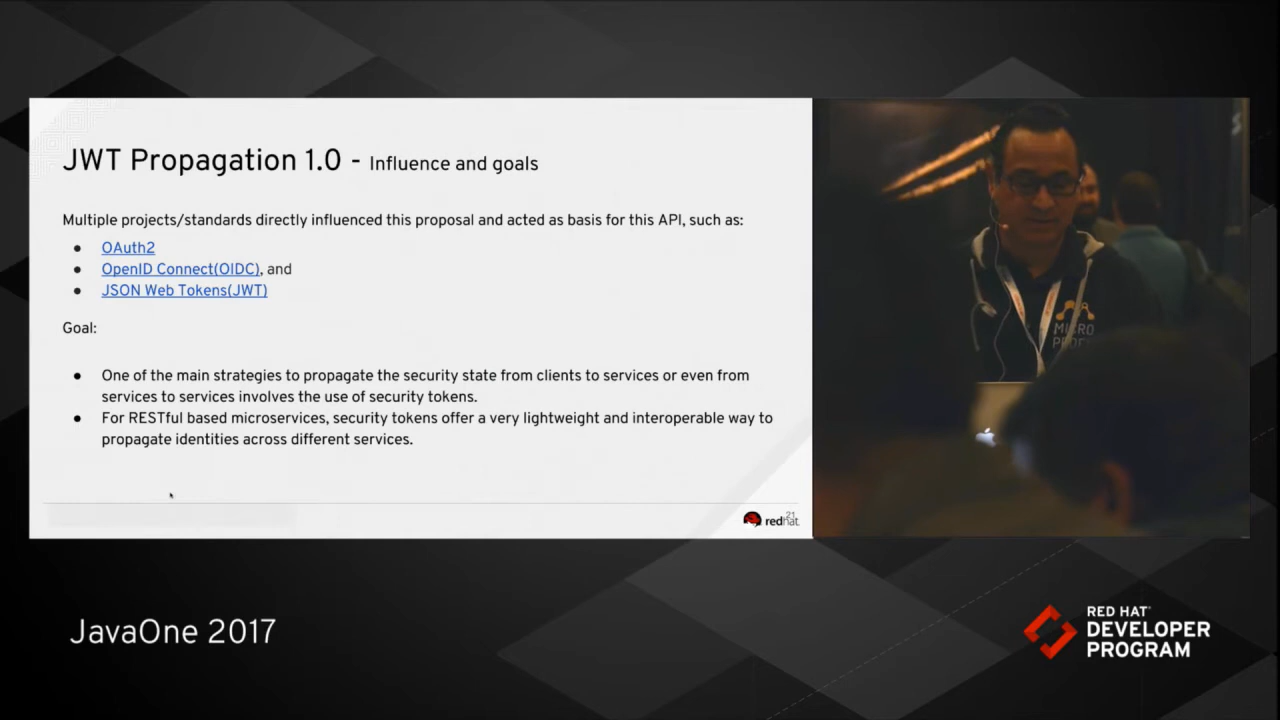 JWT Propagation 1.0 - Influence and goals
Multiple projects/standards directly influenced this proposal and acted as basis for this API, such as:
● OAuth2
● OpenID Connect(OIDC), and
● JSON Web Tokens(JWT)
Goal:
● One of the main strategies to propagate the security state from clients to services or even from
services to services involves the use of security tokens.
● For RESTful based microservices, security tokens offer a very lightweight and interoperable way to
propagate identities across different services.
21
redhat.
MICRO
JavaOne 2017
RED HAT®
DEVELOPER
PROGRAM